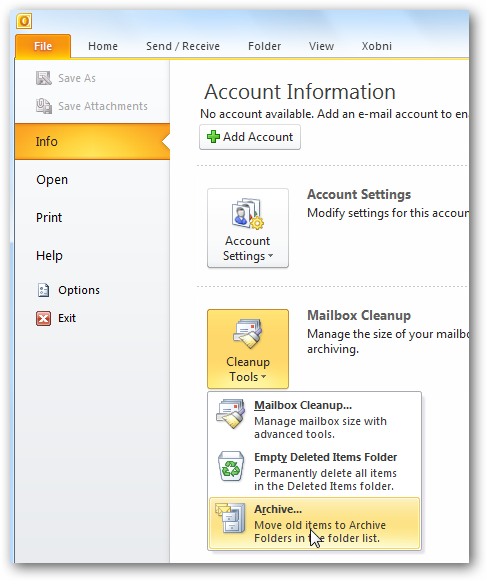 File Home Send / Receive Folder View Xobni
Save As
Save Attachments
Info
Open
Print
Help
Options
Exit
Account Information
No account available. Add an e-mail account to ena
Add Account
Account
Settings
Account Settings
Modify settings for this accoun
Cleanup
Tools
Mailbox Cleanup
Manage the size of your mailbo
archiving.
Mailbox Cleanup...
Manage mailbox size with
advanced tools.
Empty Deleted Items Folder
Permanently delete all items
in the Deleted Items folder.
Archive...
Move old items to Archive
Folders in the folder list.